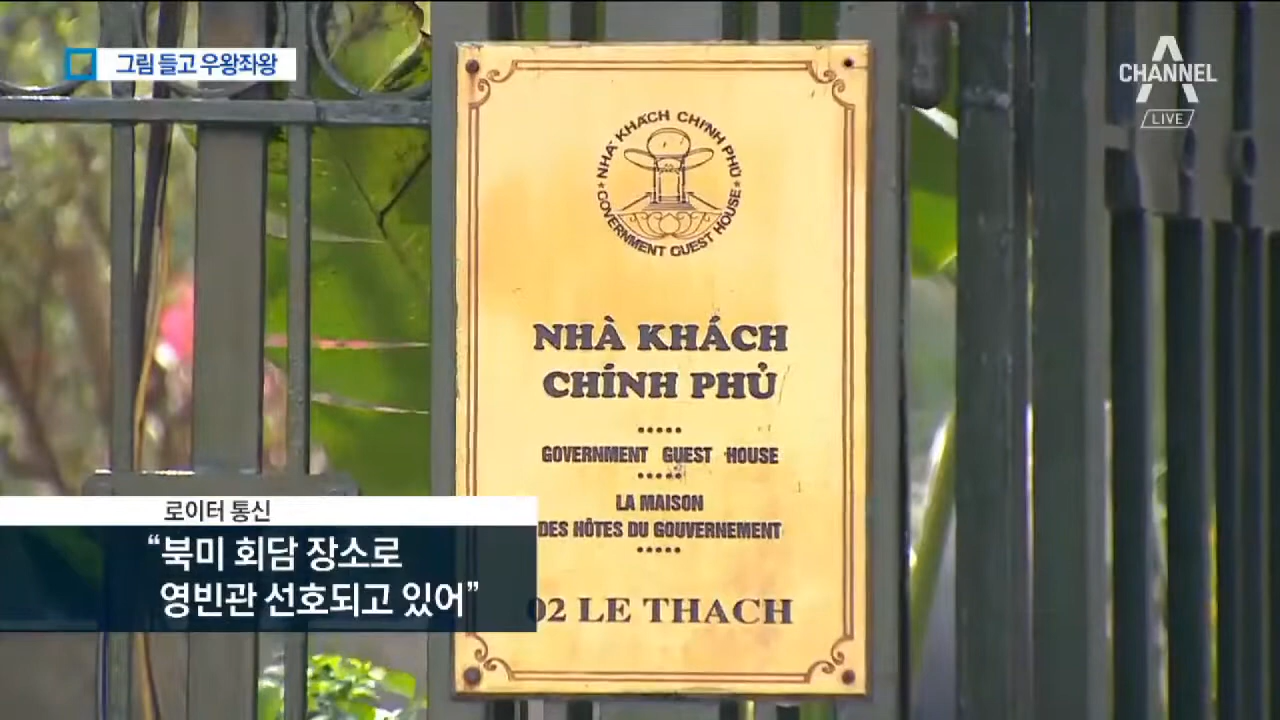 그림 들고 우왕좌왕
CHANNEL A
LIVE
NHÀ KHÁCH CHÍNH PHỦ
GOVERNMENT GUEST HOUSE
NHÀ KHÁCH
CHÍNH PHỦ
GOVERNMENT GUEST HOUSE
LA MAISON
DES HÔTES DU GOUVERNEMENT
02 LE THACH
로이터 통신
“북미 회담 장소로
영빈관 선호되고 있어”